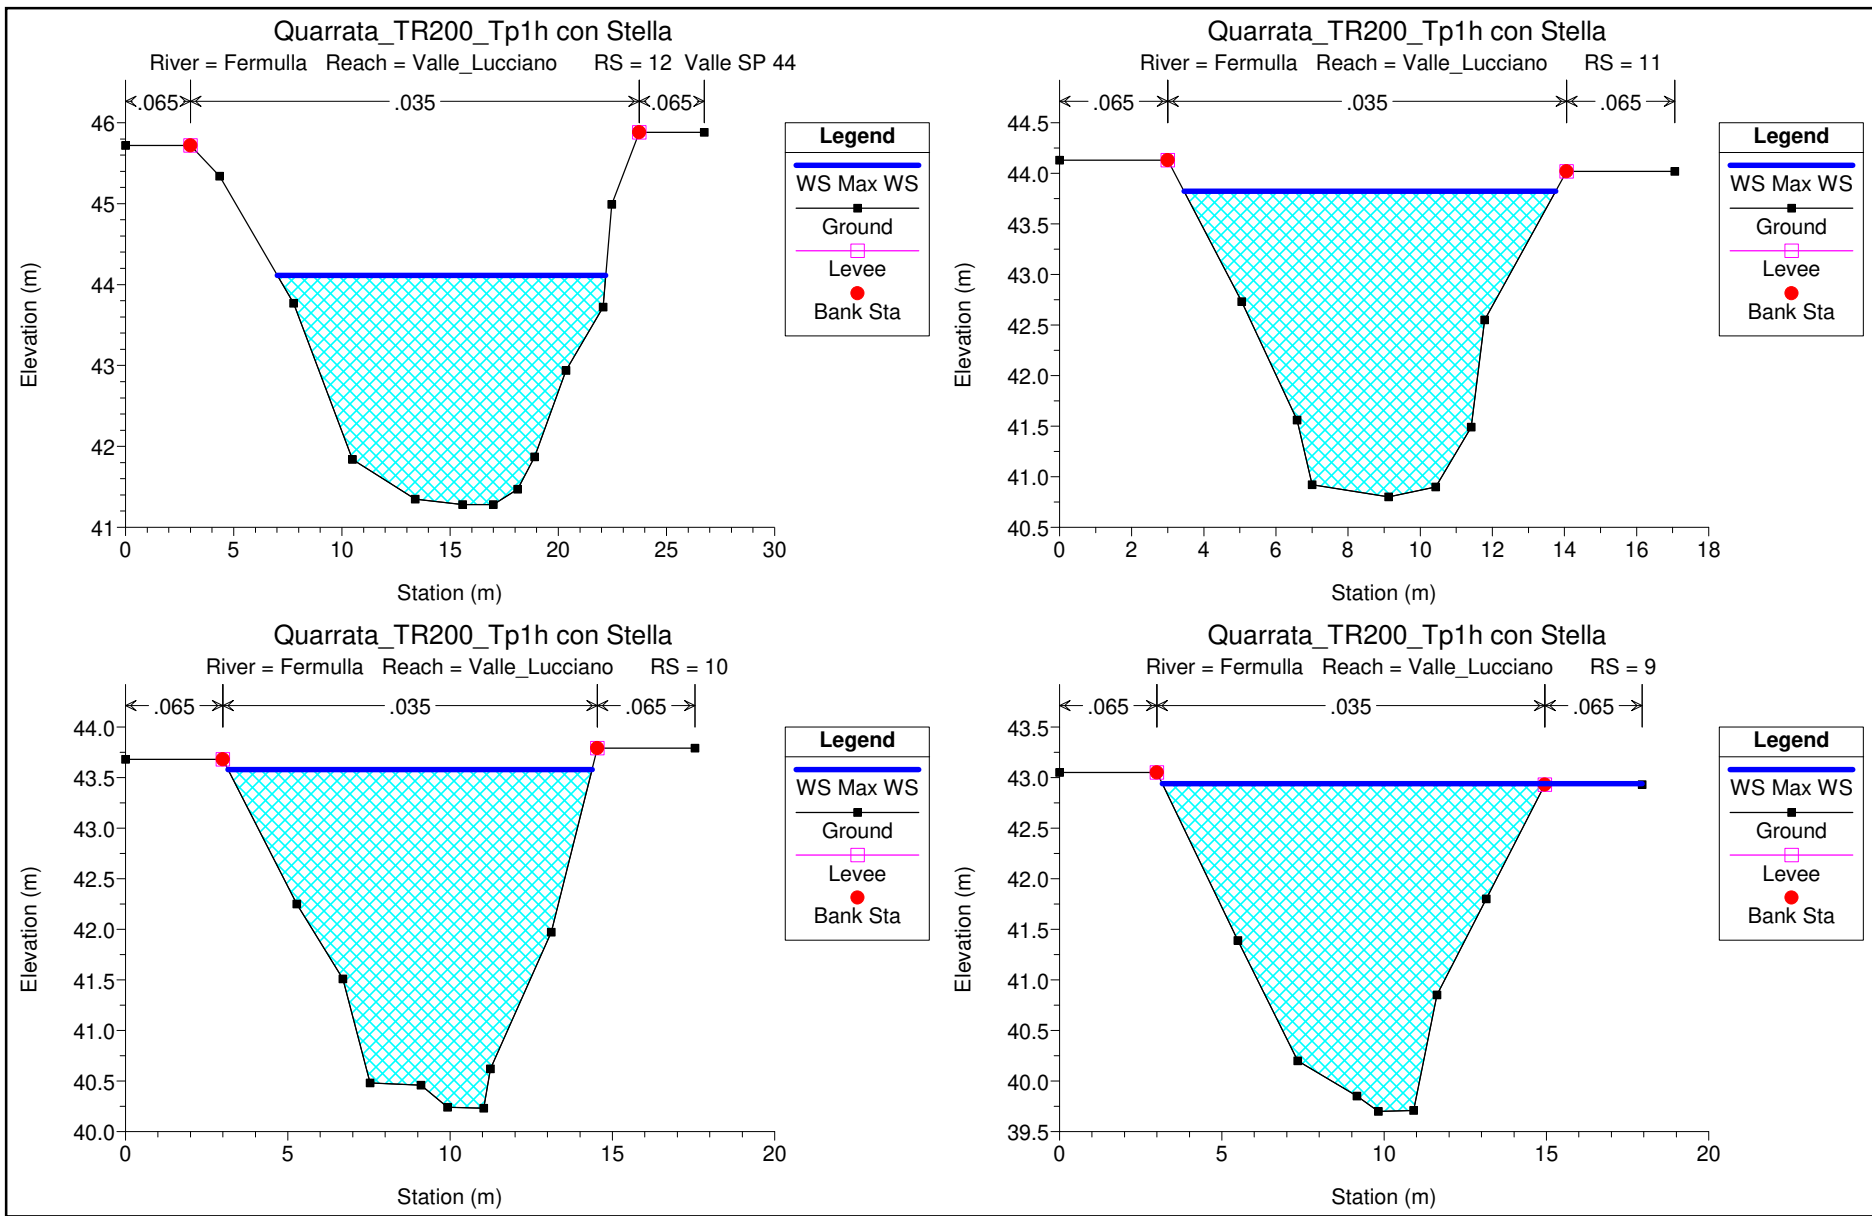 Quarrata_TR200_Tp1h con Stella
River = Fermulla   Reach = Valle_Lucciano   RS = 12  Valle SP 44
.065 .035 .065
46
45
44
43
42
41
0 5 10 15 20 25 30
Station (m)
Elevation (m)
Legend
WS Max WS
Ground
Levee
Bank Sta
Quarrata_TR200_Tp1h con Stella
River = Fermulla   Reach = Valle_Lucciano   RS = 11
.065 .035 .065
44.5
44.0
43.5
43.0
42.5
42.0
41.5
41.0
40.5
0 2 4 6 8 10 12 14 16 18
Station (m)
Elevation (m)
Legend
WS Max WS
Ground
Levee
Bank Sta
Quarrata_TR200_Tp1h con Stella
River = Fermulla   Reach = Valle_Lucciano   RS = 10
.065 .035 .065
44.0
43.5
43.0
42.5
42.0
41.5
41.0
40.5
40.0
0 5 10 15 20
Station (m)
Elevation (m)
Legend
WS Max WS
Ground
Levee
Bank Sta
Quarrata_TR200_Tp1h con Stella
River = Fermulla   Reach = Valle_Lucciano   RS = 9
.065 .035 .065
43.5
43.0
42.5
42.0
41.5
41.0
40.5
40.0
39.5
0 5 10 15 20
Station (m)
Elevation (m)
Legend
WS Max WS
Ground
Levee
Bank Sta